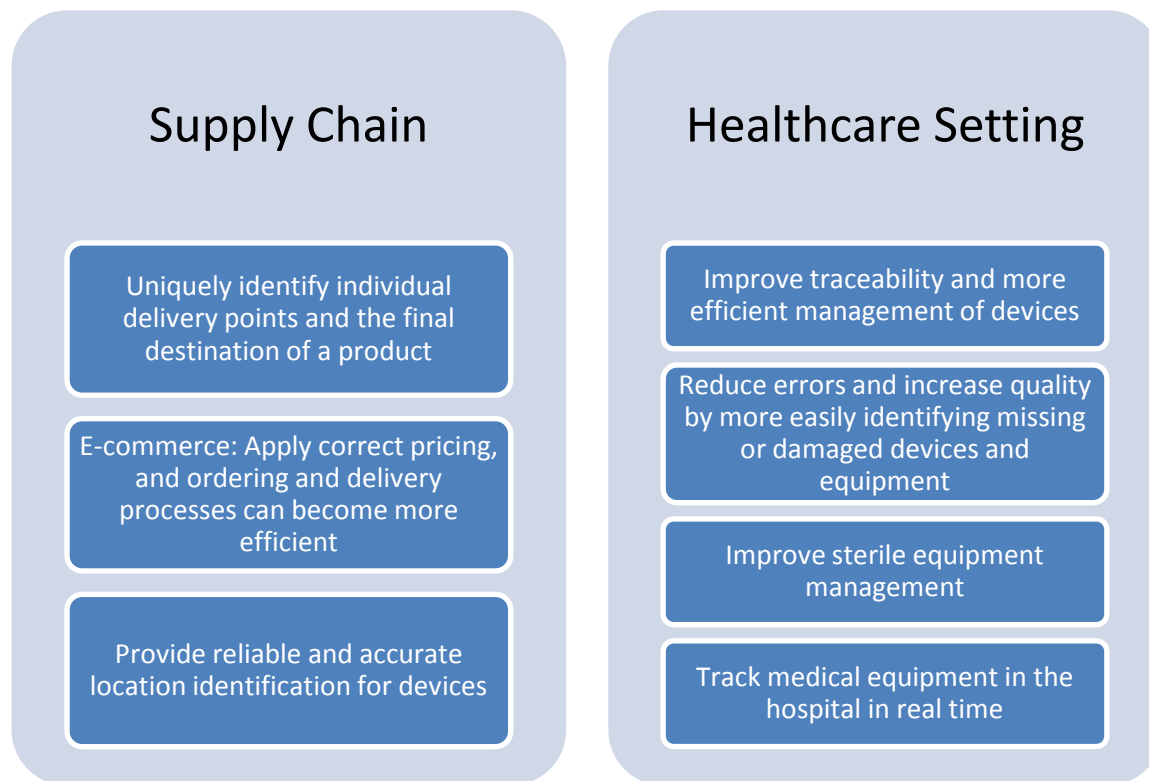 Supply Chain
Uniquely identify individual
delivery points and the final
destination of a product
E-commerce: Apply correct pricing,
and ordering and delivery
processes can become more
efficient
Provide reliable and accurate
location identification for devices
Healthcare Setting
Improve traceability and more
efficient management of devices
Reduce errors and increase quality
by more easily identifying missing
or damaged devices and
equipment
Improve sterile equipment
management
Track medical equipment in the
hospital in real time